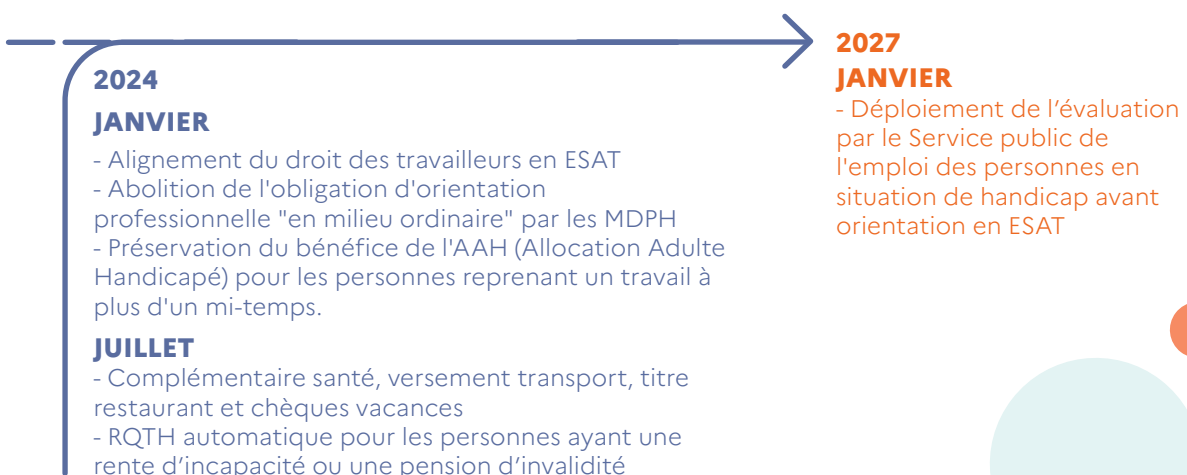 2024
JANVIER
- Alignement du droit des travailleurs en ESAT
- Abolition de l'obligation d'orientation
professionnelle "en milieu ordinaire" par les MDPH
- Préservation du bénéfice de l'AAH (Allocation Adulte
Handicapé) pour les personnes reprenant un travail à
plus d'un mi-temps.
JUILLET
- Complémentaire santé, versement transport, titre
restaurant et chèques vacances
- RQTH automatique pour les personnes ayant une
rente d’incapacité ou une pension d’invalidité
2027
JANVIER
- Déploiement de l’évaluation
par le Service public de
l'emploi des personnes en
situation de handicap avant
orientation en ESAT